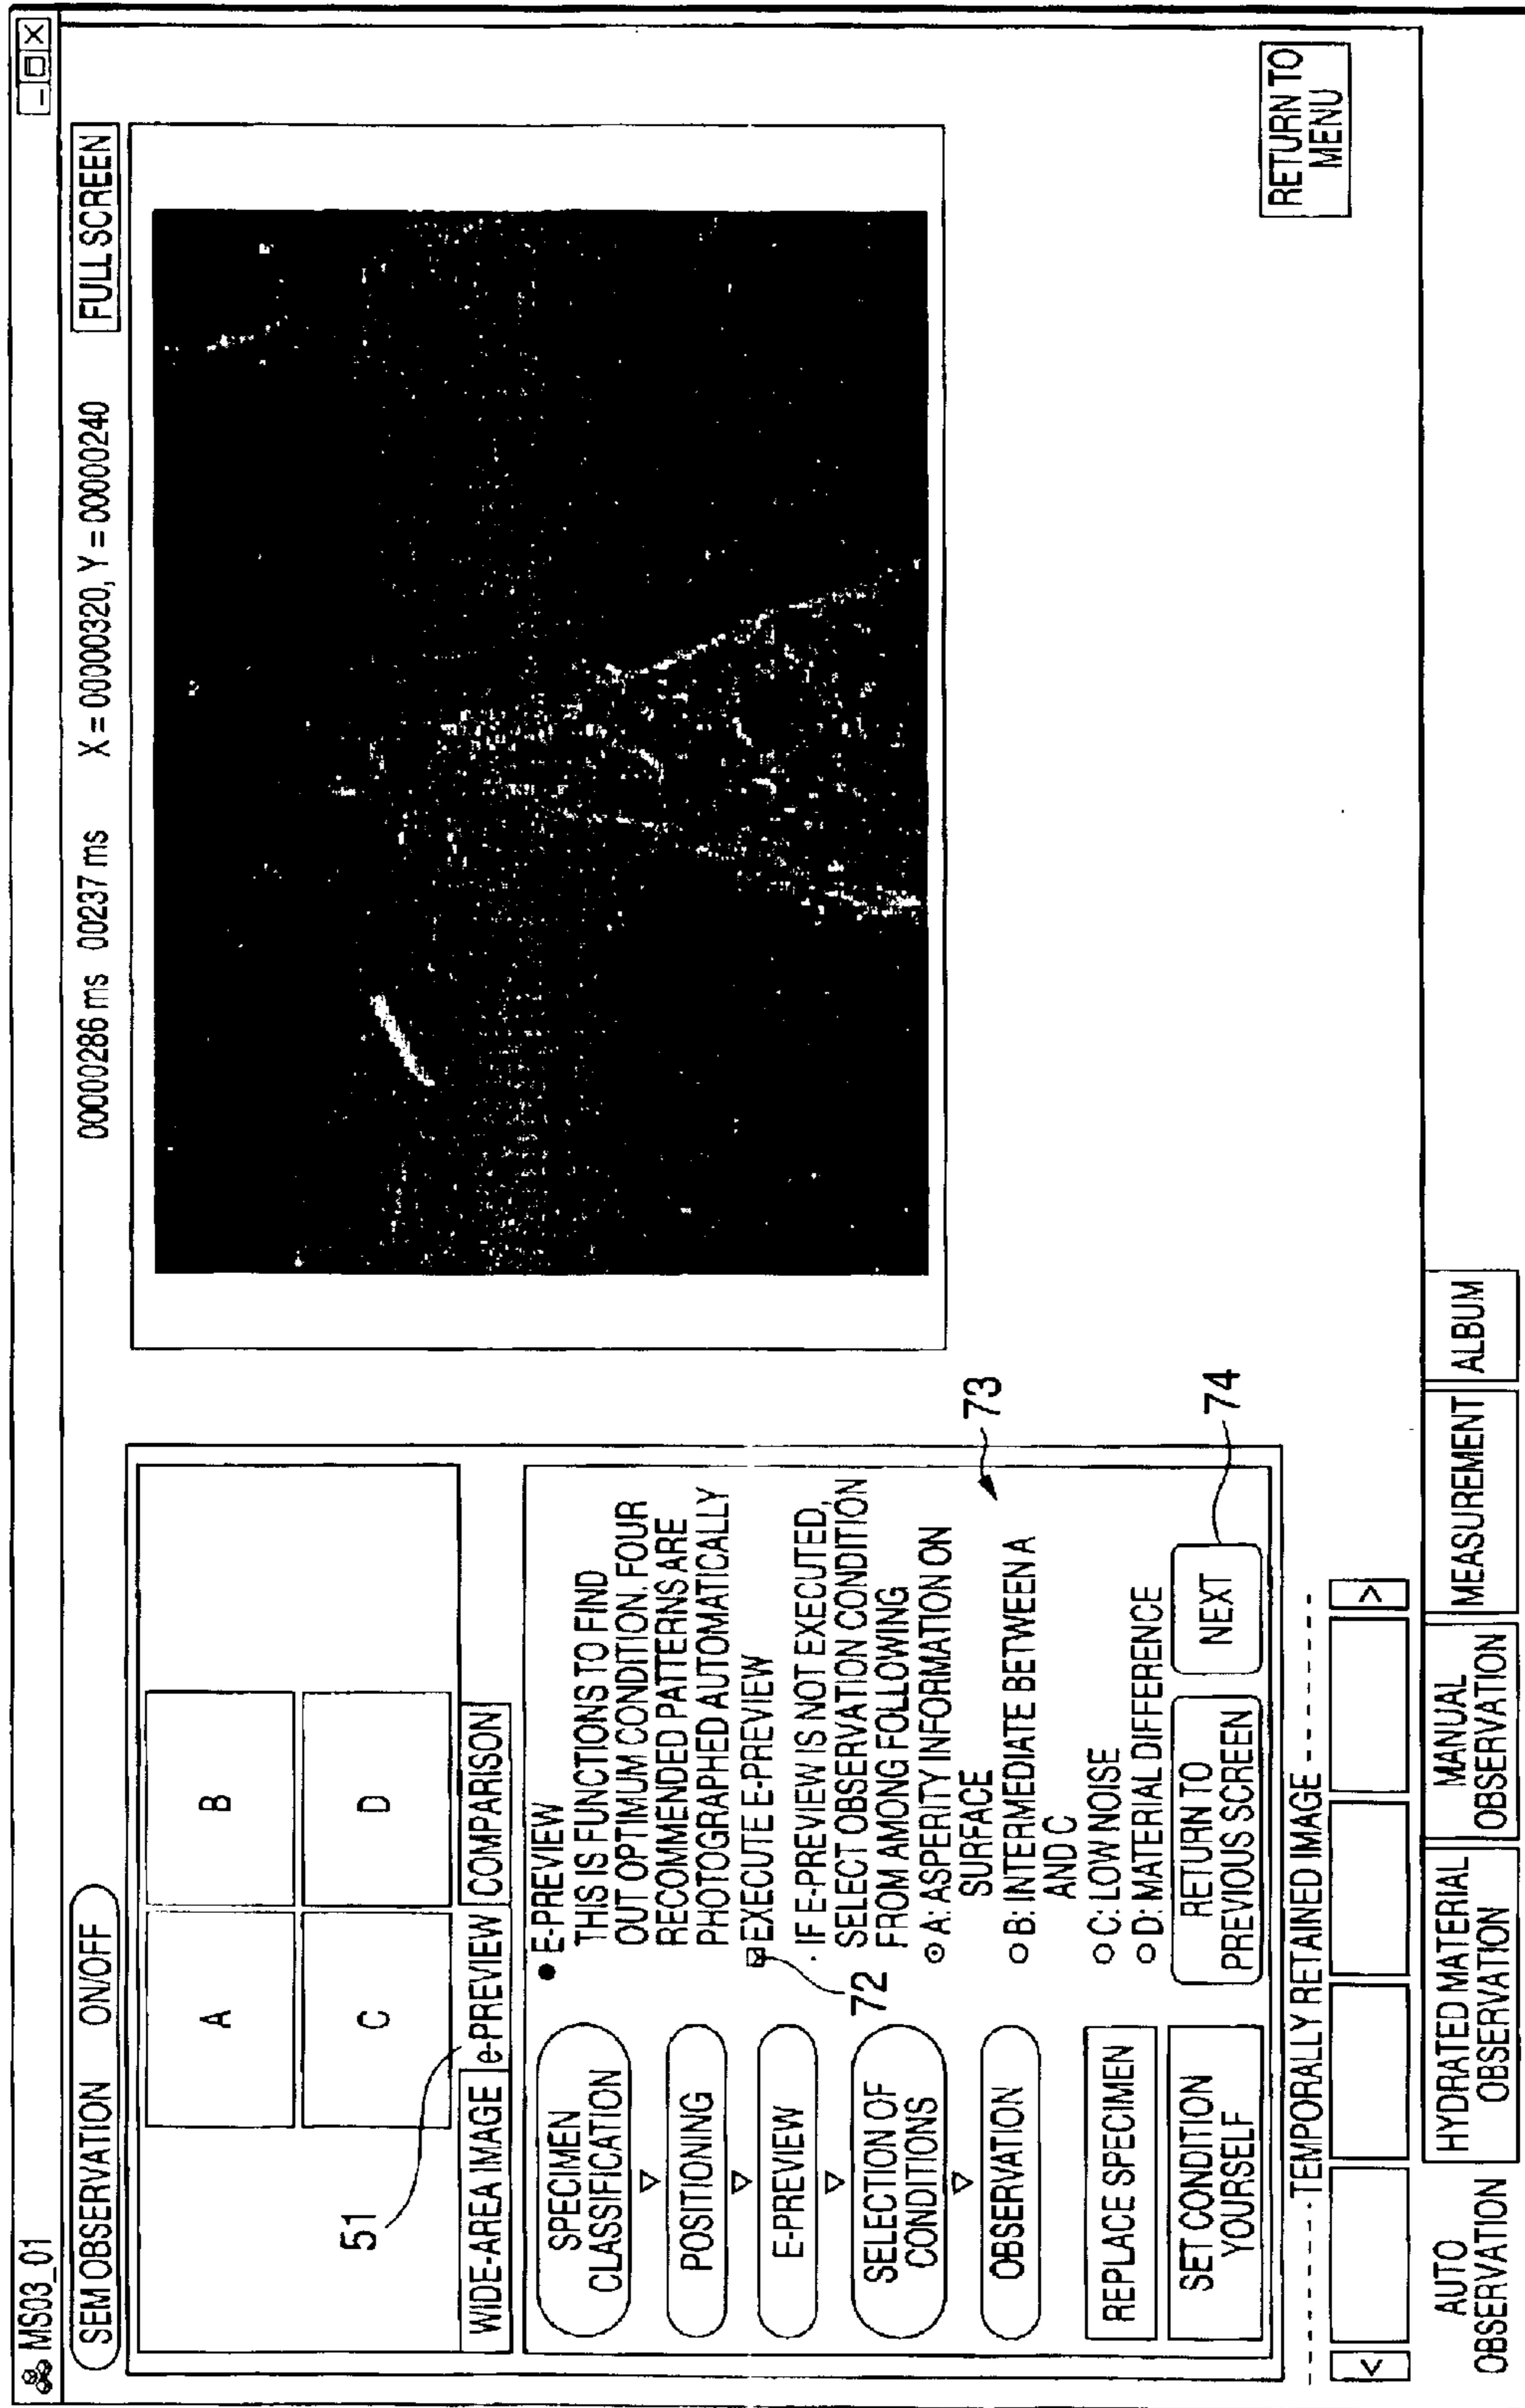 MS03_01
SEM OBSERVATION ON/OFF
00000286 ms 00237 ms X = 00000320, Y = 00000240
FULL SCREEN
A
B
C
D
51
WIDE-AREA IMAGE
e-PREVIEW
COMPARISON
SPECIMEN
CLASSIFICATION
POSITIONING
E-PREVIEW
SELECTION OF
CONDITIONS
OBSERVATION
REPLACE SPECIMEN
SET CONDITION
YOURSELF
● E-PREVIEW
THIS IS FUNCTIONS TO FIND
OUT OPTIMUM CONDITION. FOUR
RECOMMENDED PATTERNS ARE
PHOTOGRAPHED AUTOMATICALLY
EXECUTE E-PREVIEW
72
· IF E-PREVIEW IS NOT EXECUTED,
SELECT OBSERVATION CONDITION
FROM AMONG FOLLOWING
A: ASPERITY INFORMATION ON
SURFACE
B: INTERMEDIATE BETWEEN A
AND C
C: LOW NOISE
D: MATERIAL DIFFERENCE
73
RETURN TO
PREVIOUS SCREEN
NEXT
74
TEMPORALLY RETAINED IMAGE
<
>
RETURN TO
MENU
AUTO
OBSERVATION
HYDRATED MATERIAL
OBSERVATION
MANUAL
OBSERVATION
MEASUREMENT
ALBUM